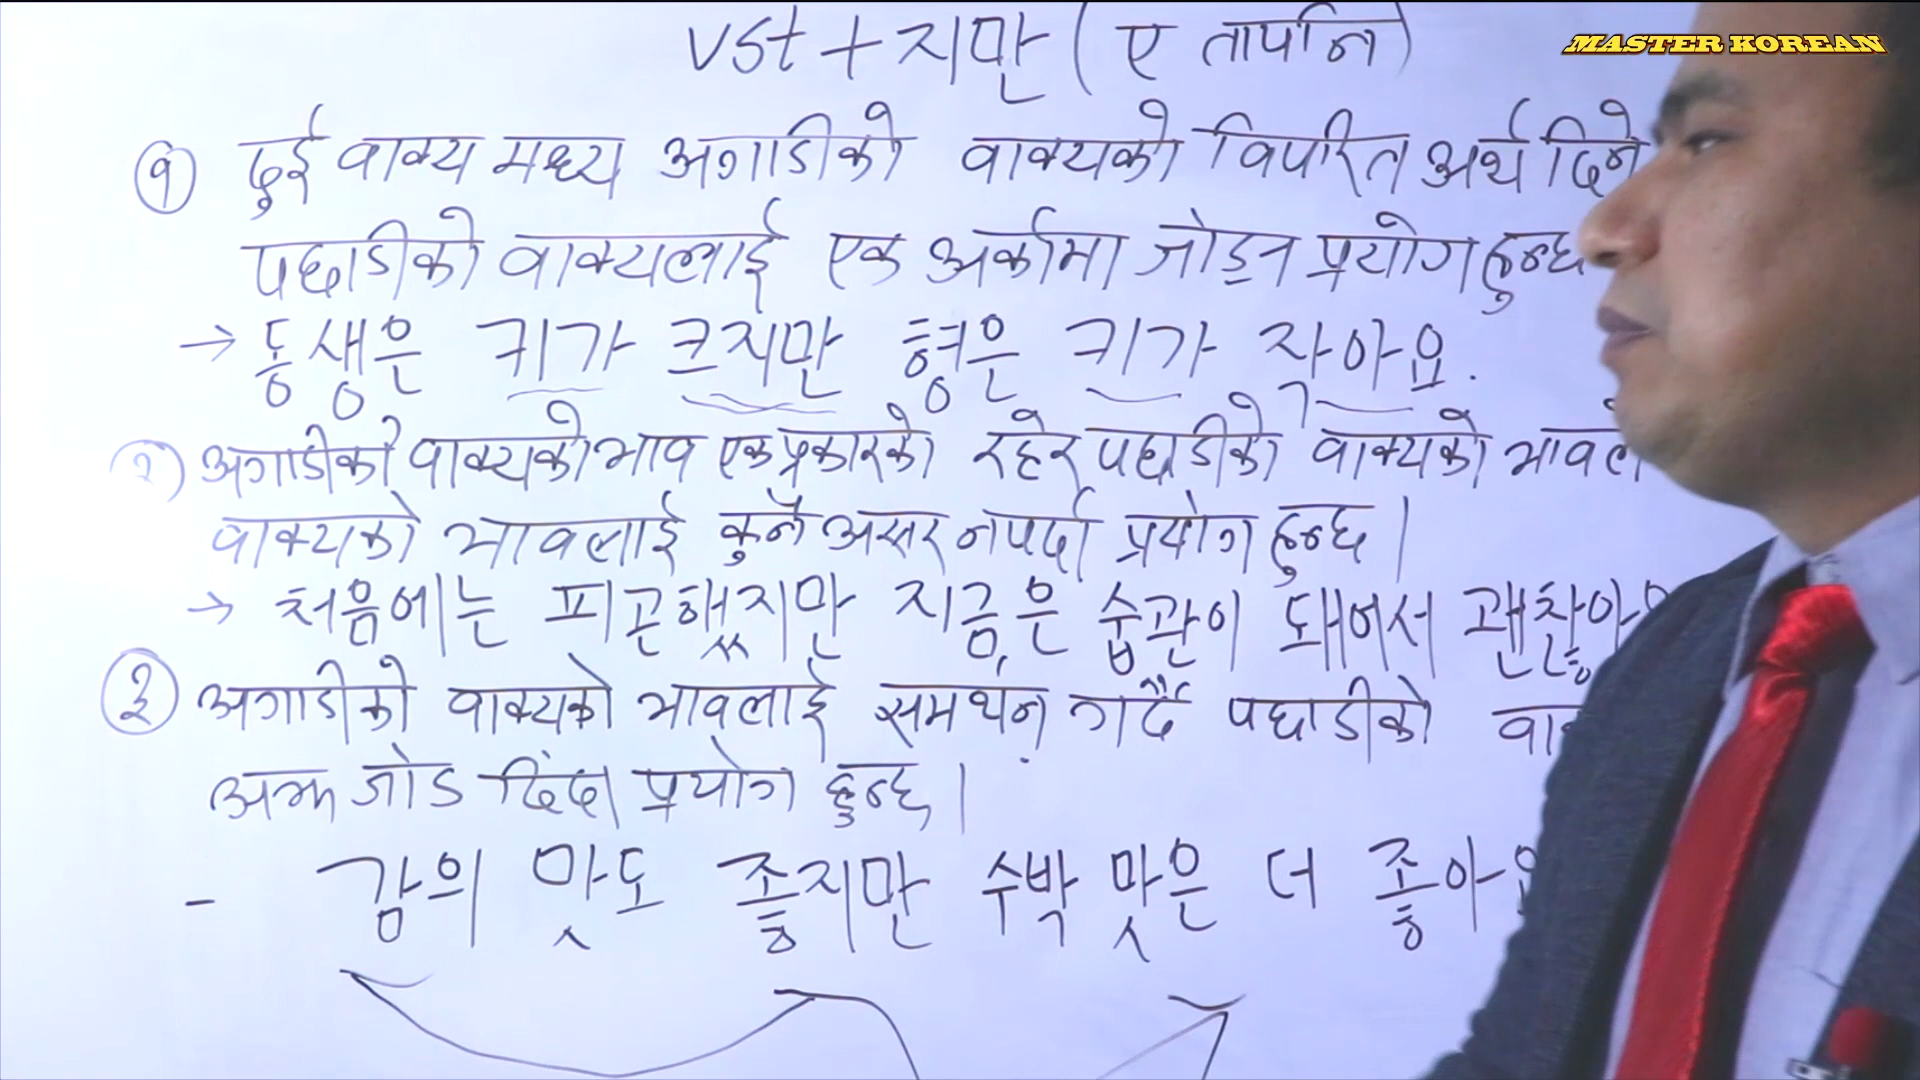 MASTER KOREAN
VSt + 지만 (ए तापनि)
१ दुई वाक्य मध्य अगाडीको वाक्यको विपरित अर्थ दिने
पछाडीको वाक्यलाई एक अर्कामा जोड्न प्रयोग हुन्छ
→ 동생은 키가 크지만 형은 키가 작아요.
२) अगाडीको वाक्यको भाव एक प्रकारको रहेर पछाडीको वाक्यको भावले
वाक्यको भावलाई कुनै असर नपर्दा प्रयोग हुन्छ।
→ 처음에는 피곤했지만 지금은 습관이 돼어서 괜찮아
३ अगाडीको वाक्यको भावलाई समर्थन गर्दै पछाडीको
अझ जोड दिंदा प्रयोग हुन्छ।
- 감의 맛도 좋지만 수박 맛은 더 좋아요